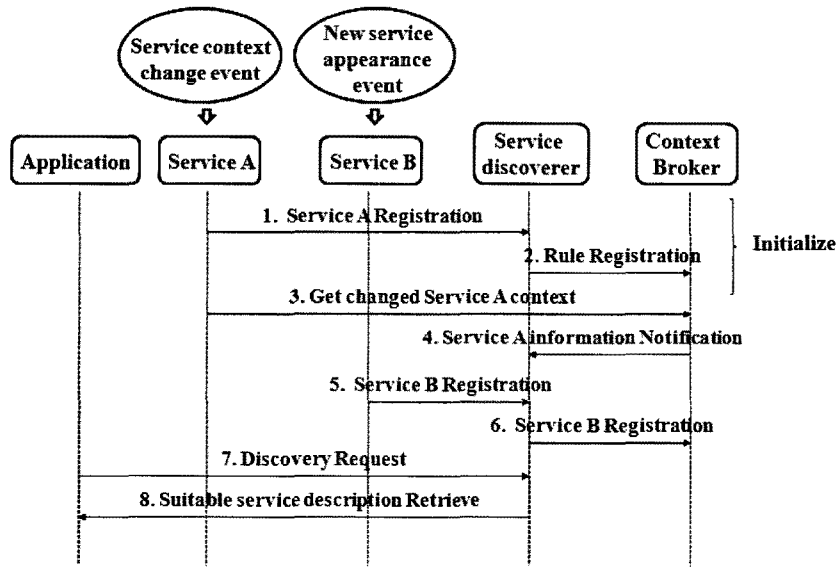 Service context
change event
New service
appearance
event
Application
Service A
Service B
Service
discoverer
Context
Broker
1. Service A Registration
Initialize
2. Rule Registration
3. Get changed Service A context
4. Service A information Notification
5. Service B Registration
6. Service B Registration
7. Discovery Request
8. Suitable service description Retrieve